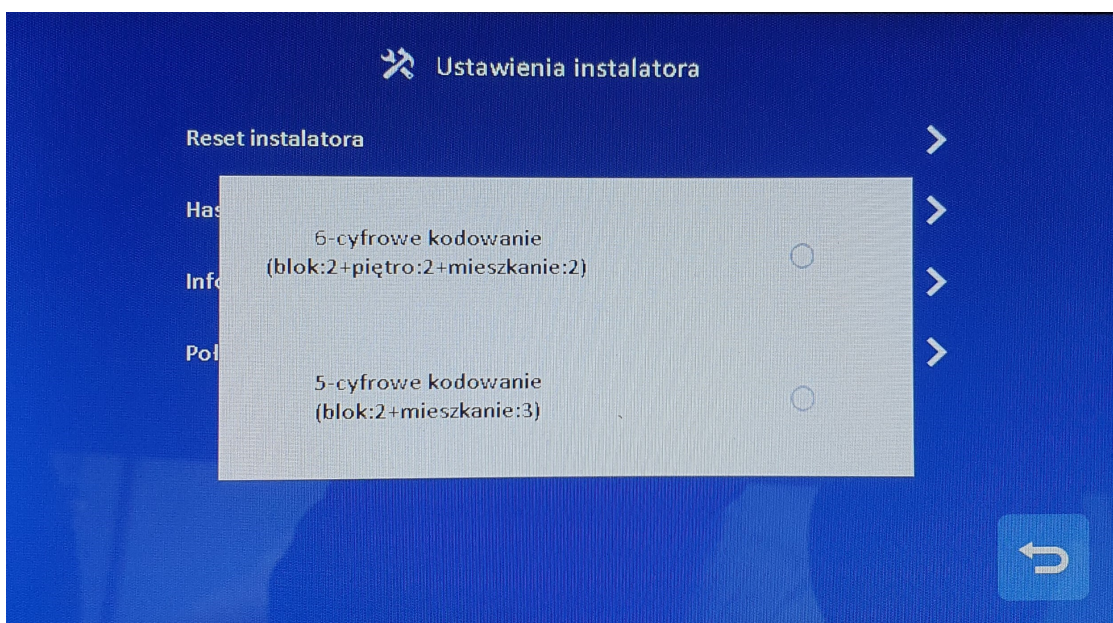 Ustawienia instalatora
Reset instalatora
6-cyfrowe kodowanie
(blok:2+piętro:2+mieszkanie:2)
5-cyfrowe kodowanie
(blok:2+mieszkanie:3)